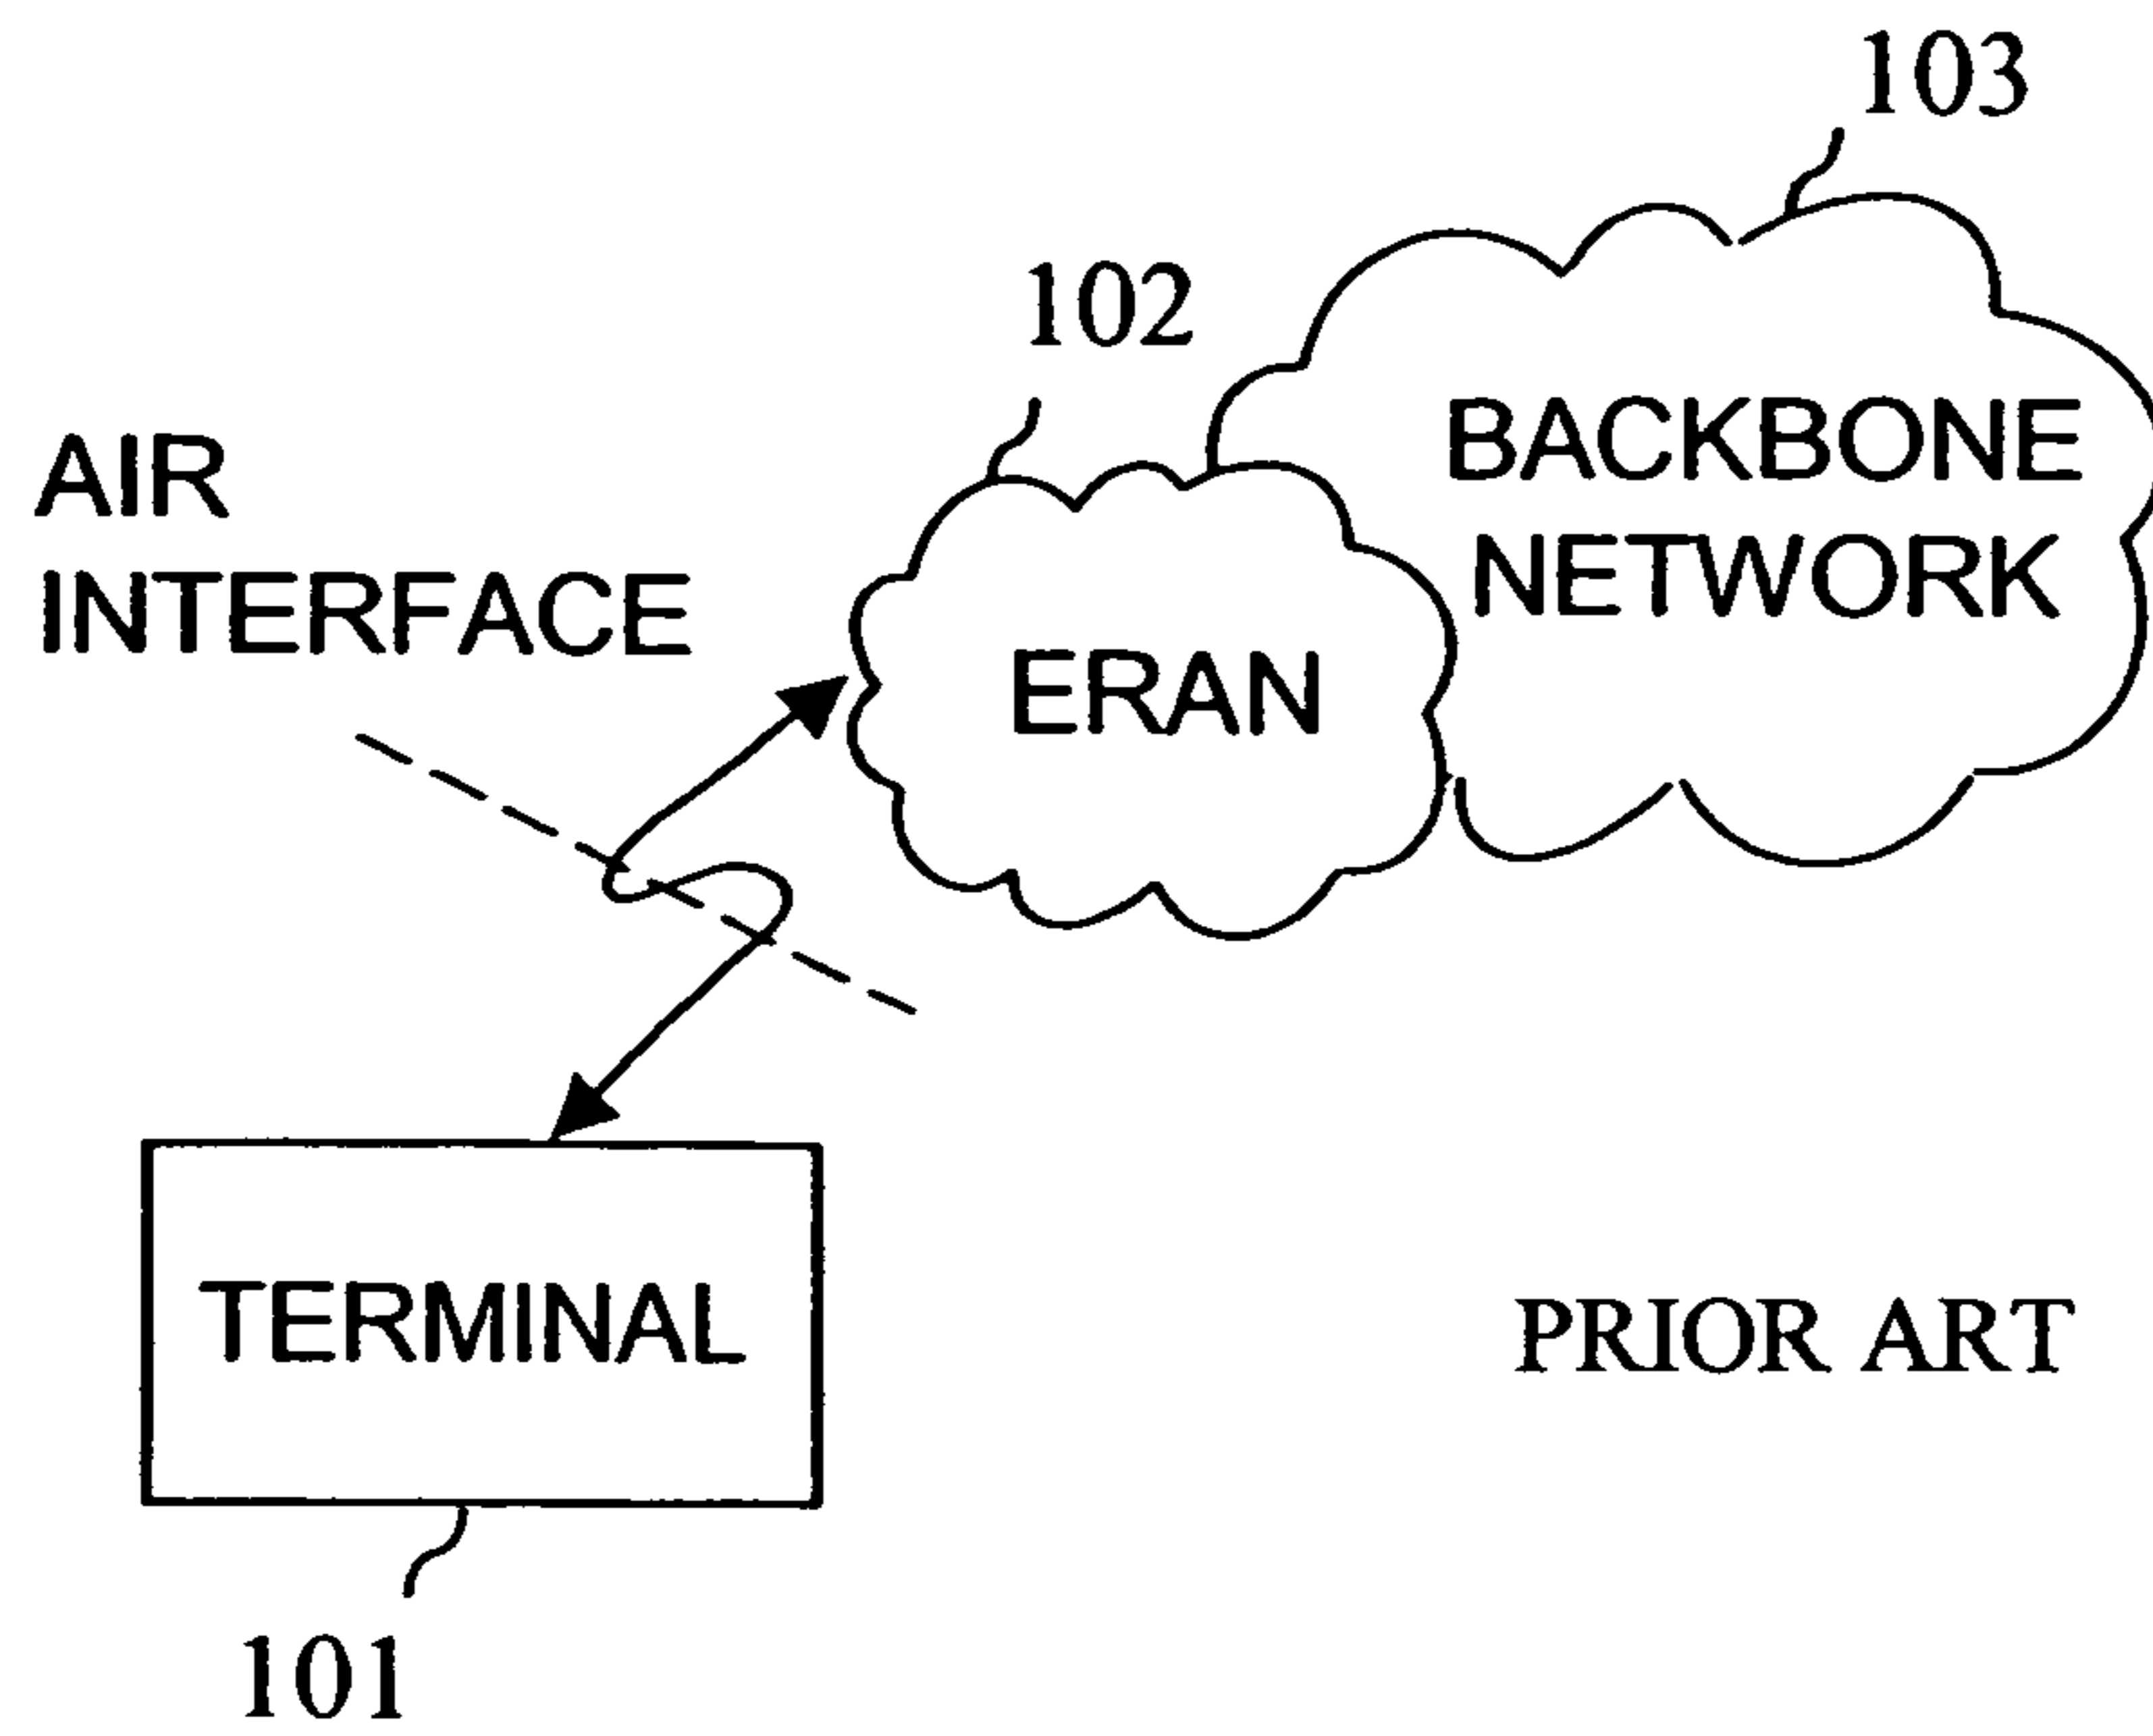 103
102
BACKBONE
NETWORK
AIR
INTERFACE
ERAN
TERMINAL
PRIOR ART
101